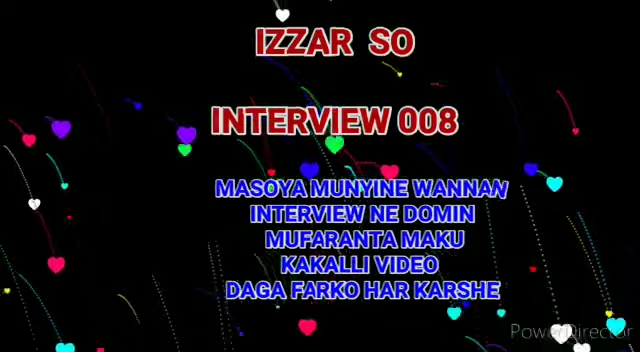 IZZAR SO
INTERVIEW 008
MASOYA MUNYINE WANNAN
INTERVIEW NE DOMIN
MUFARANTA MAKU
KAKALLI VIDEO
DAGA FARKO HAR KARSHE
PowerDirector